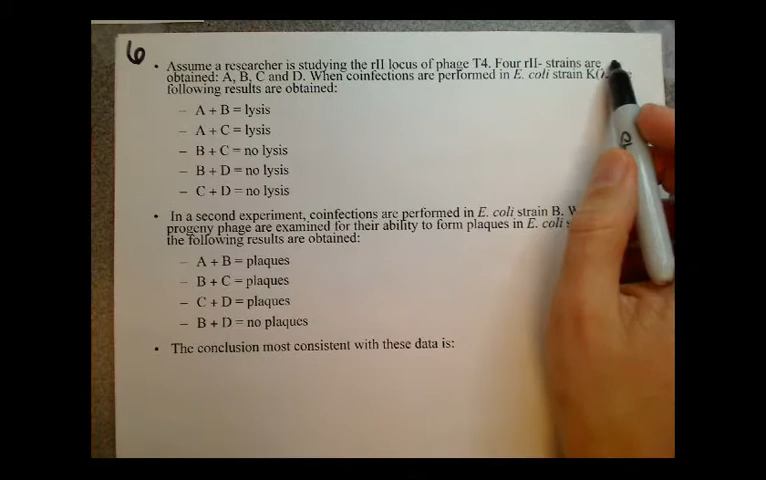 6
• Assume a researcher is studying the rII locus of phage T4. Four rII- strains are
obtained: A, B, C and D. When coinfections are performed in E. coli strain
following results are obtained:
– A + B = lysis
– A + C = lysis
– B + C = no lysis
– B + D = no lysis
– C + D = no lysis
• In a second experiment, coinfections are performed in E. coli strain B.
progeny phage are examined for their ability to form plaques in E. coli
the following results are obtained:
– A + B = plaques
– B + C = plaques
– C + D = plaques
– B + D = no plaques
• The conclusion most consistent with these data is: